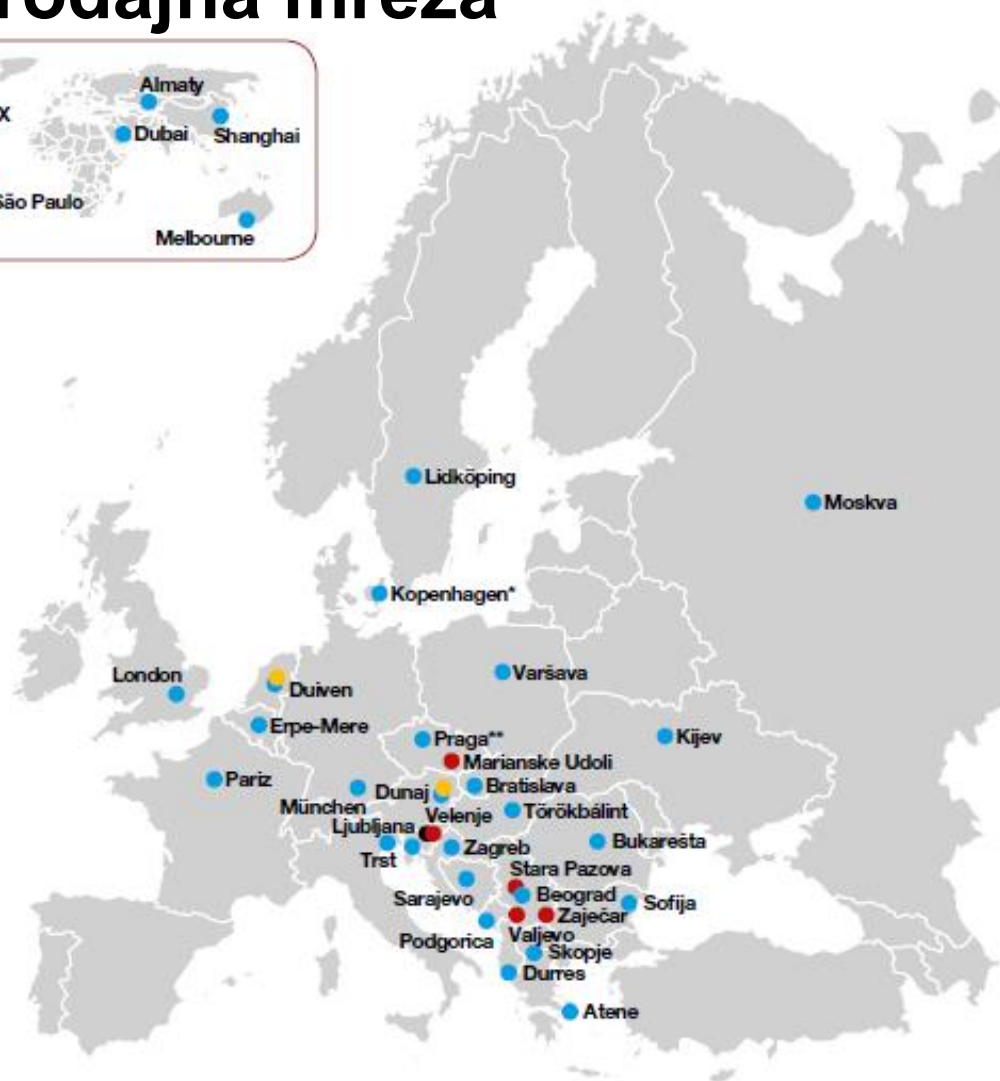 rodajna mreža
Almaty
X
Dubai
Shanghai
São Paulo
Melbourne
Lidköping
Moskva
Kopenhagen*
London
Varšava
Duiven
Erpe-Mere
Praga**
Kijev
Marianske Udoli
Pariz
Dunaj
Bratislava
München
Velenje
Törökbálint
Ljubljana
Bukarešta
Trst
Zagreb
Stara Pazova
Sarajevo
Beograd
Sofija
Zaječar
Podgorica
Valjevo
Skopje
Durres
Atene